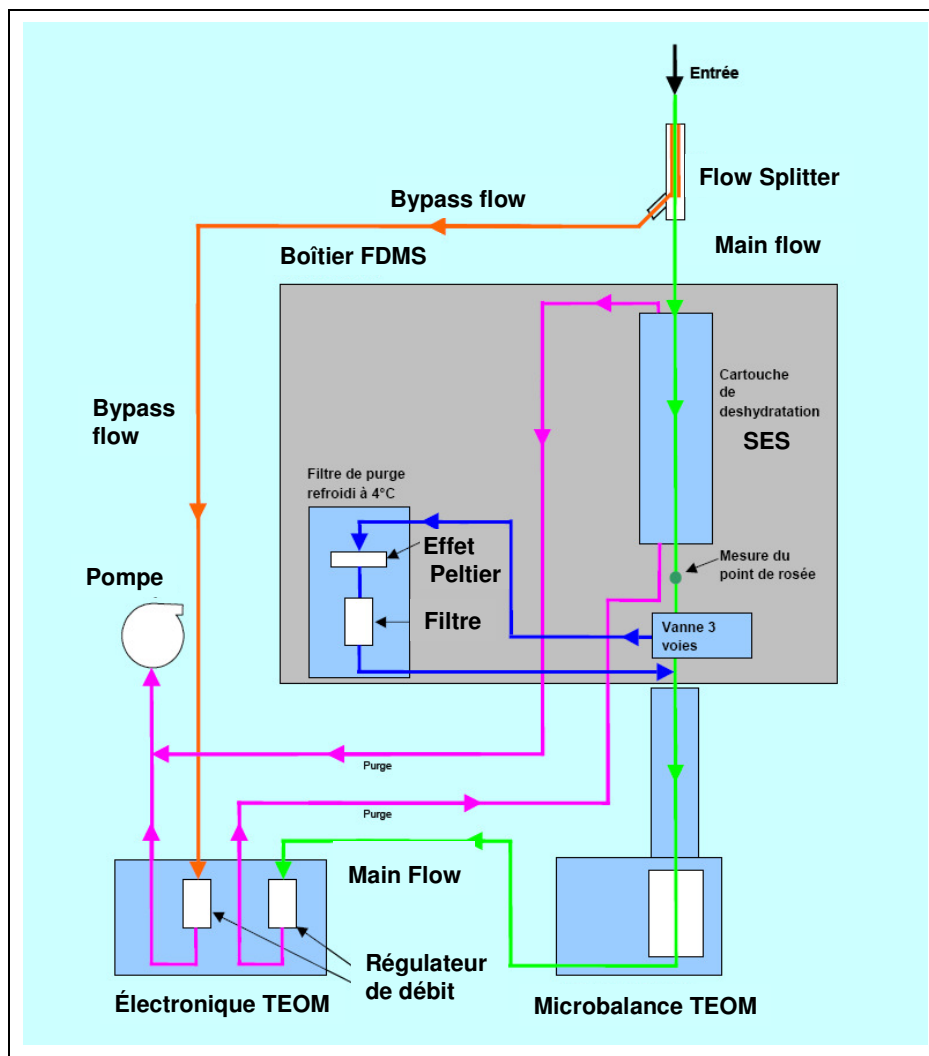 Entrée
Flow Splitter
Bypass flow
Main flow
Boîtier FDMS
Cartouche
de
deshydratation
SES
Bypass
flow
Filtre de purge
refroidi à 4°C
Effet
Peltier
Mesure du
point de rosée
Pompe
Filtre
Vanne 3
voies
Purge
Purge
Main Flow
Régulateur
de débit
Électronique TEOM
Microbalance TEOM